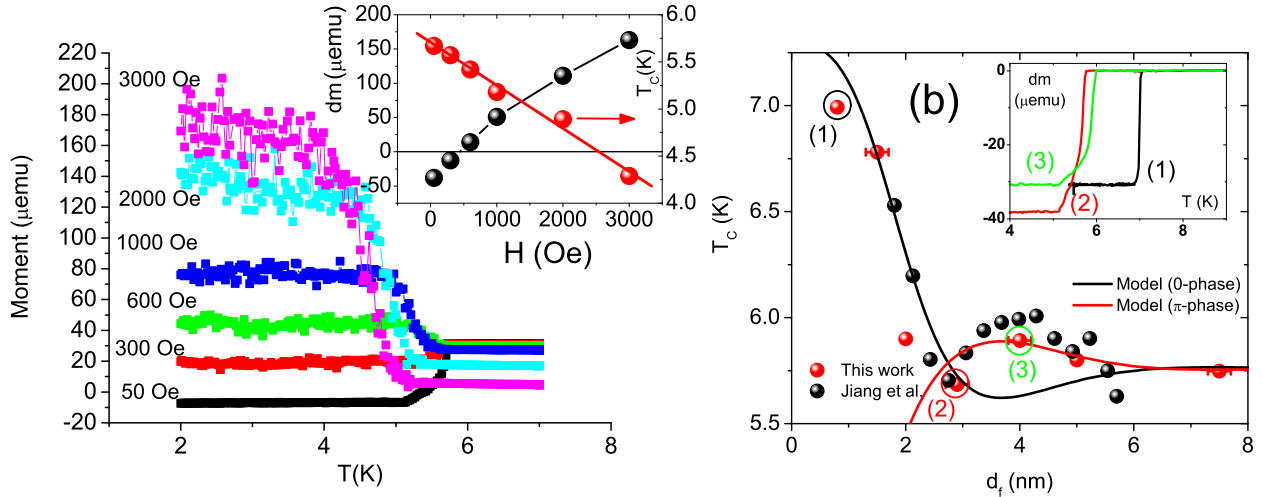 220
200
180
160
140
120
100
80
60
40
20
0
-20
Moment (μemu)
3000 Oe
2000 Oe
1000 Oe
600 Oe
300 Oe
50 Oe
2
4
6
8
T(K)
200
150
100
50
0
-50
dm (μemu)
0
1000
2000
3000
H (Oe)
6.0
5.5
5.0
4.5
4.0
T_C(K)
7.0
6.5
6.0
5.5
T_C (K)
(1)
(b)
(2)
(3)
This work
Jiang et al.
Model (0-phase)
Model (π-phase)
0
2
4
6
8
d_f (nm)
0
-20
-40
dm
(μemu)
(3)
(1)
(2)
T (K)
4
6
8